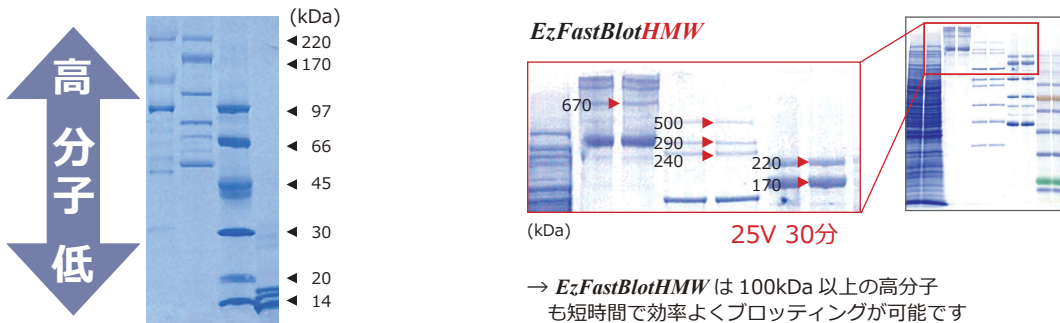 高
分
子
低
(kDa)
220
170
97
66
45
30
20
14
EzFastBlotHMW
670
500
290
240
220
170
(kDa)
25V 30分
→ EzFastBlotHMW は 100kDa 以上の高分子
も短時間で効率よくブロッティングが可能です